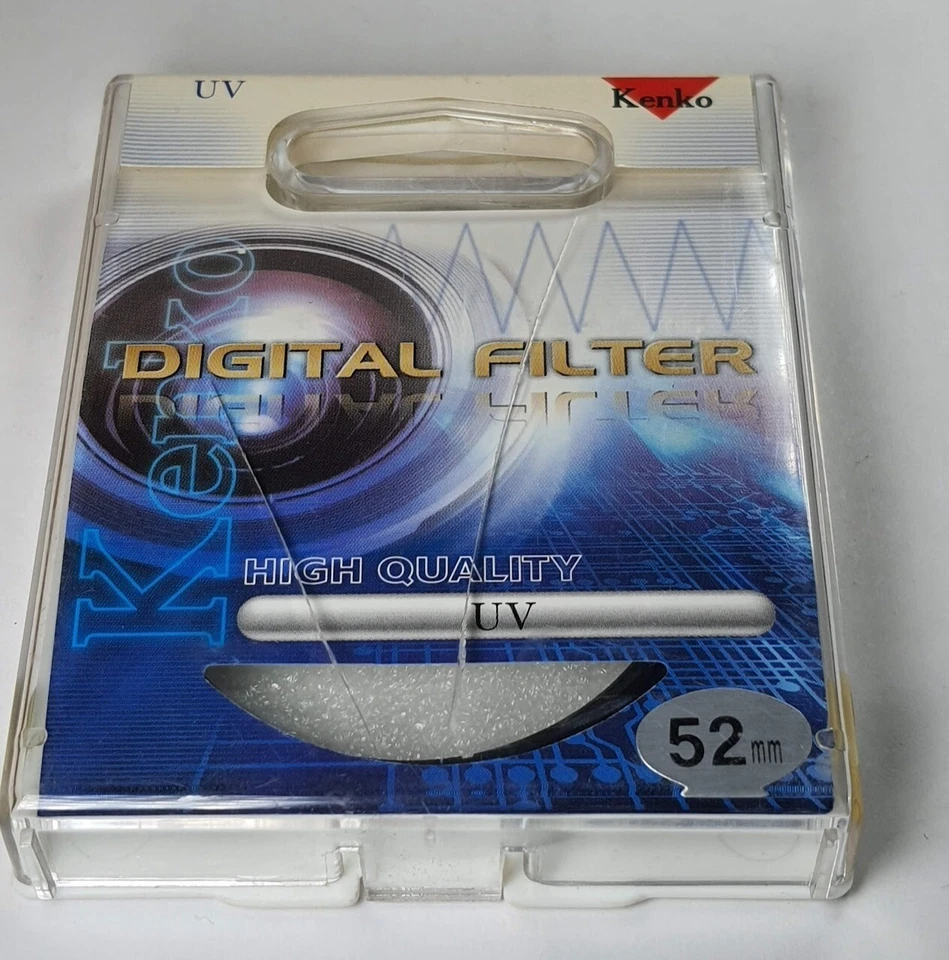 UV
Kenko
Kenko
DIGITAL FILTER
HIGH QUALITY
UV
52mm